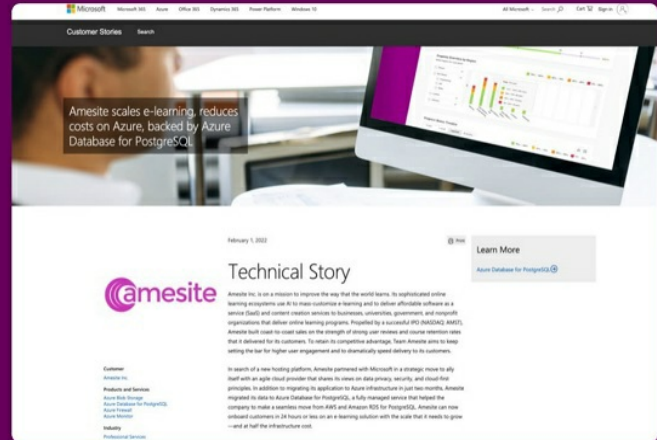 Microsoft Microsoft 365 Azure Office 365 Dynamics 365 Power Platform Windows 10 All Microsoft Search Cart Sign in
Customer Stories Search
Amesite scales e-learning, reduces
costs on Azure, backed by Azure
Database for PostgreSQL
February 1, 2022
Print
Learn More
Azure Database for PostgreSQL
Technical Story
amesite
Amesite Inc. is on a mission to improve the way that the world learns. Its sophisticated online
learning ecosystems use AI to mass-customize e-learning and to deliver affordable software as a
service (SaaS) and content creation services to businesses, universities, government, and nonprofit
organizations that deliver online learning programs. Propelled by a successful IPO (NASDAQ: AMST),
Amesite built coast-to-coast sales on the strength of strong user reviews and course retention rates
that it delivered for its customers. To retain its competitive advantage, Team Amesite aims to keep
setting the bar for higher user engagement and to dramatically speed delivery to its customers.
Customer
Amesite Inc.
Products and Services
Azure Blob Storage
Azure Database for PostgreSQL
Azure Firewall
Azure Monitor
Industry
Professional Services
In search of a new hosting platform, Amesite partnered with Microsoft in a strategic move to ally
itself with an agile cloud provider that shares its views on data privacy, security, and cloud-first
principles. In addition to migrating its application to Azure infrastructure in just two months, Amesite
migrated its data to Azure Database for PostgreSQL, a fully managed service that helped the
company to make a seamless move from AWS and Amazon RDS for PostgreSQL. Amesite can now
onboard customers in 24 hours or less on an e-learning solution with the scale that it needs to grow
—and at half the infrastructure cost.